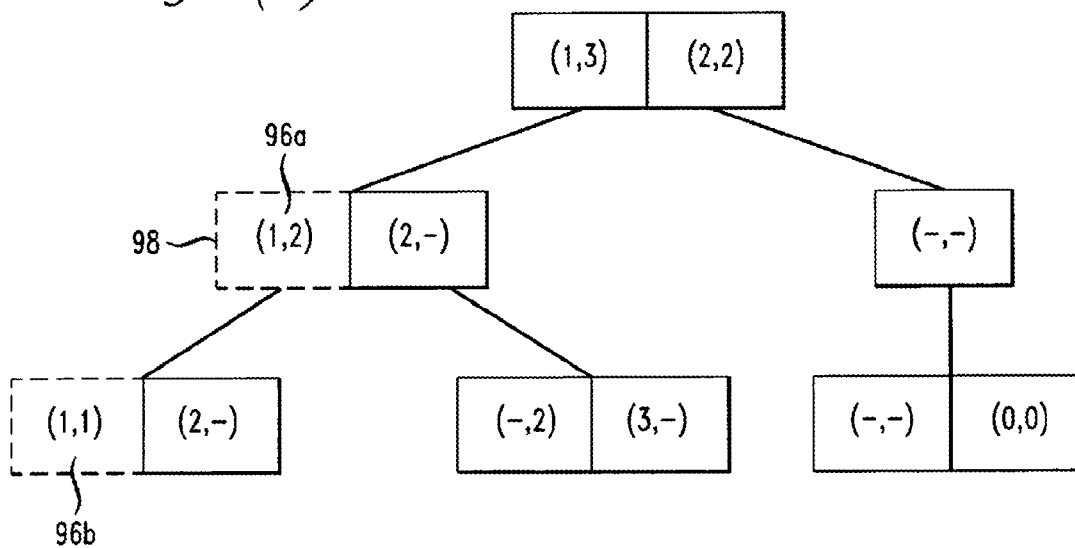 (1,3) (2,2)
96a
98 (1,2) (2,-) (-,-)
(1,1) (2,-) (-,2) (3,-) (-,-) (0,0)
96b